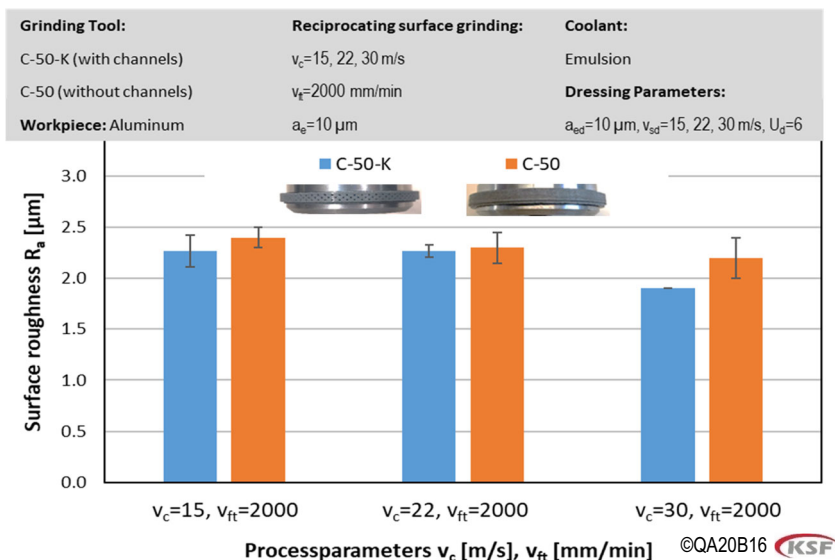 Grinding Tool: Reciprocating surface grinding: Coolant:
C-50-K (with channels) vc=15, 22, 30 m/s Emulsion
C-50 (without channels) vft=2000 mm/min Dressing Parameters:
Workpiece: Aluminum ae=10 µm aed=10 µm, vsd=15, 22, 30 m/s, Ud=6
C-50-K C-50
Surface roughness Ra [µm]
3.0
2.5
2.0
1.5
1.0
0.5
0.0
vc=15, vft=2000 vc=22, vft=2000 vc=30, vft=2000
Processparameters vc [m/s], vft [mm/min]
©QA20B16 KSF